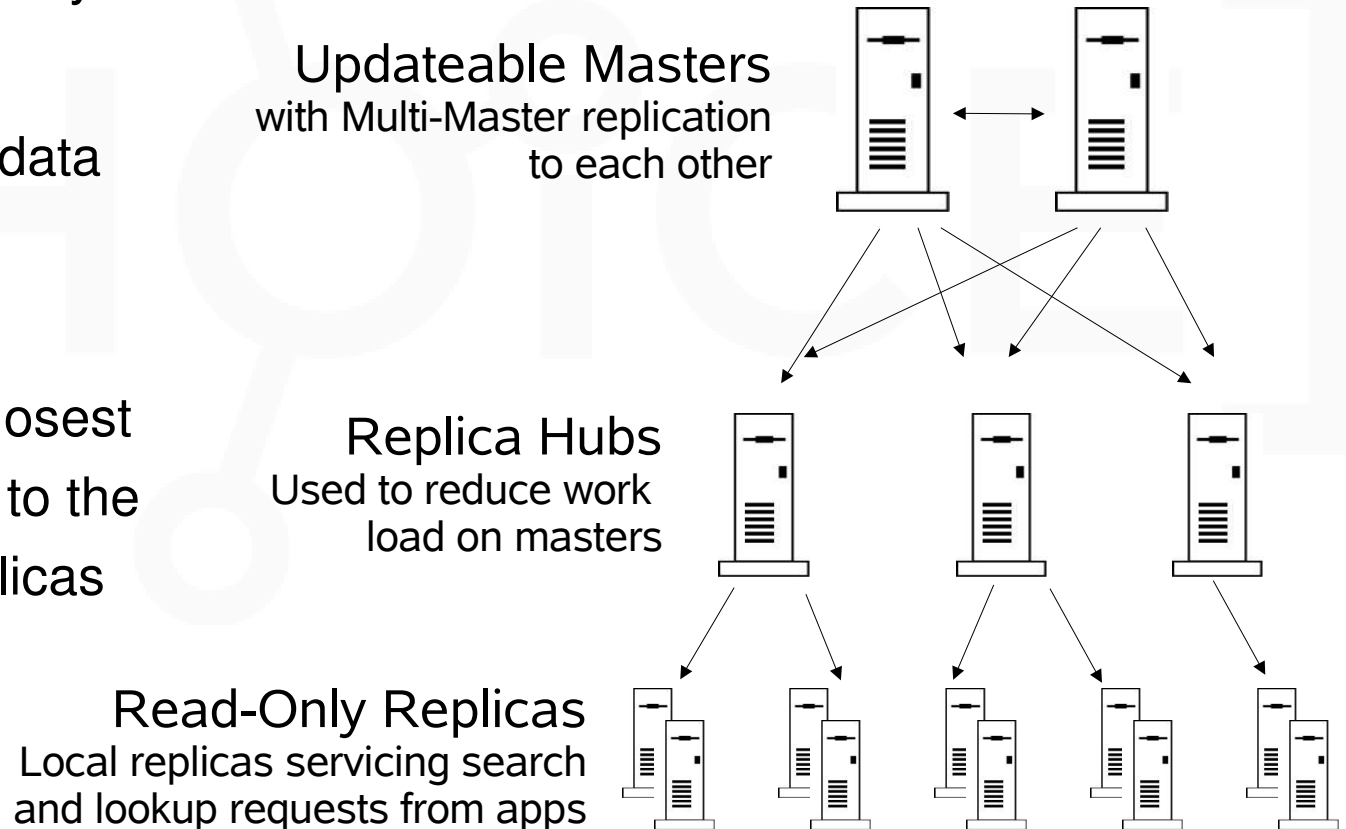 Updateable Masters
with Multi-Master replication
to each other
data
osest
to the
licas
Replica Hubs
Used to reduce work
load on masters
Read-Only Replicas
Local replicas servicing search
and lookup requests from apps